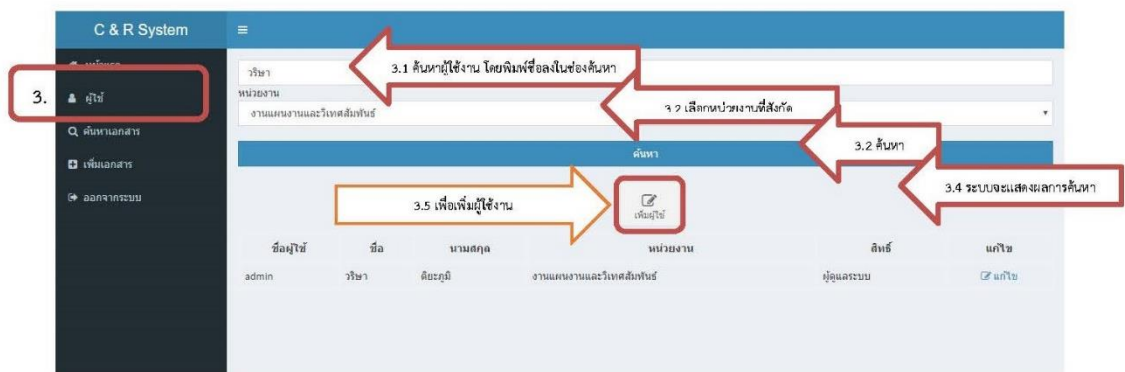 C & R System
3.1 ค้นหาผู้ใช้งาน โดยพิมพ์ชื่อลงในช่องค้นหา
วริษา
3.
ผู้ใช้
หน่วยงาน
3.2 เลือกหน่วยงานที่สังกัด
งานแผนงานและวิเทศสัมพันธ์
ค้นหาเอกสาร
3.2 ค้นหา
ค้นหา
เพิ่มเอกสาร
3.4 ระบบจะแสดงผลการค้นหา
ออกจากระบบ
3.5 เพื่อเพิ่มผู้ใช้งาน
เพิ่มผู้ใช้
ชื่อผู้ใช้ ชื่อ นามสกุล หน่วยงาน สิทธิ์ แก้ไข
admin วริษา ติยะภูมิ งานแผนงานและวิเทศสัมพันธ์ ผู้ดูแลระบบ แก้ไข